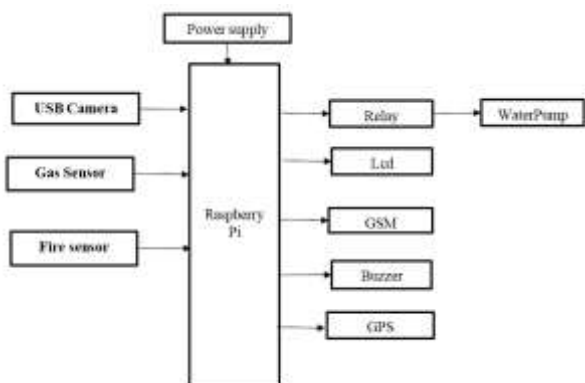 Power supply
USB Camera
Relay
WaterPump
Gas Sensor
Lcd
Raspberry
Pi
GSM
Fire sensor
Buzzer
GPS